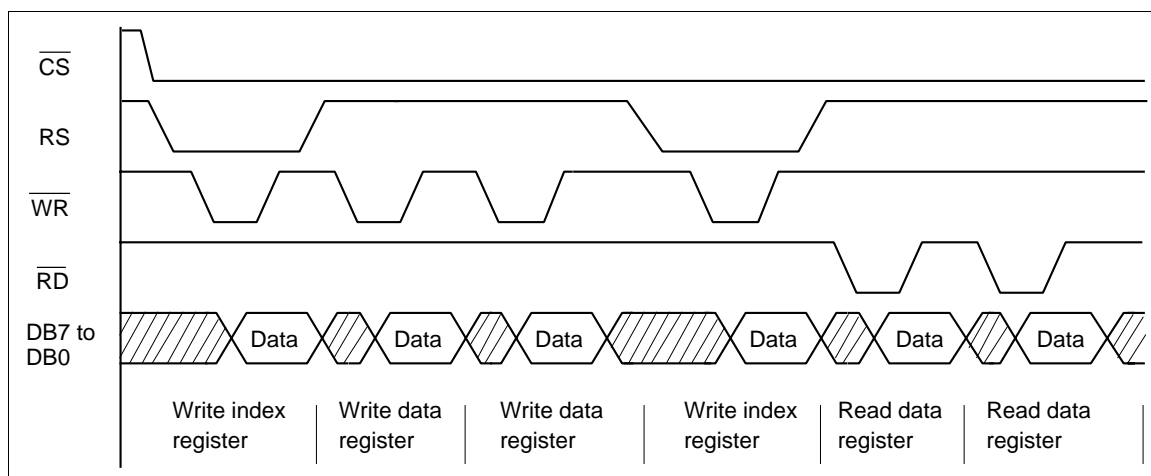 CS
RS
WR
RD
DB7 to
DB0
Data Data Data Data Data Data
Write index
register
Write data
register
Write data
register
Write index
register
Read data
register
Read data
register